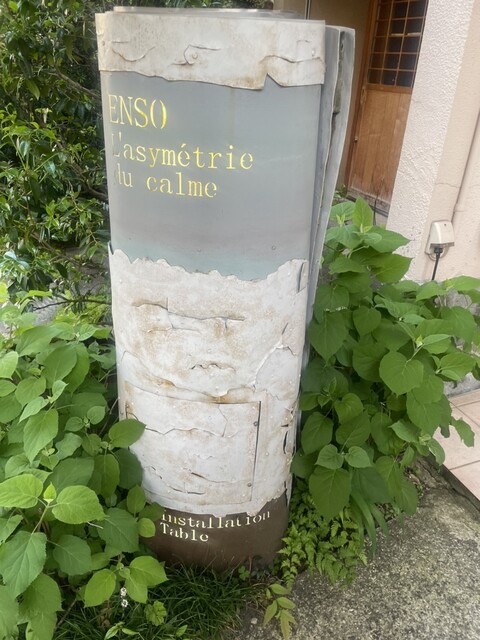 ENSO
L'asymétrie
du calme
installation
Table